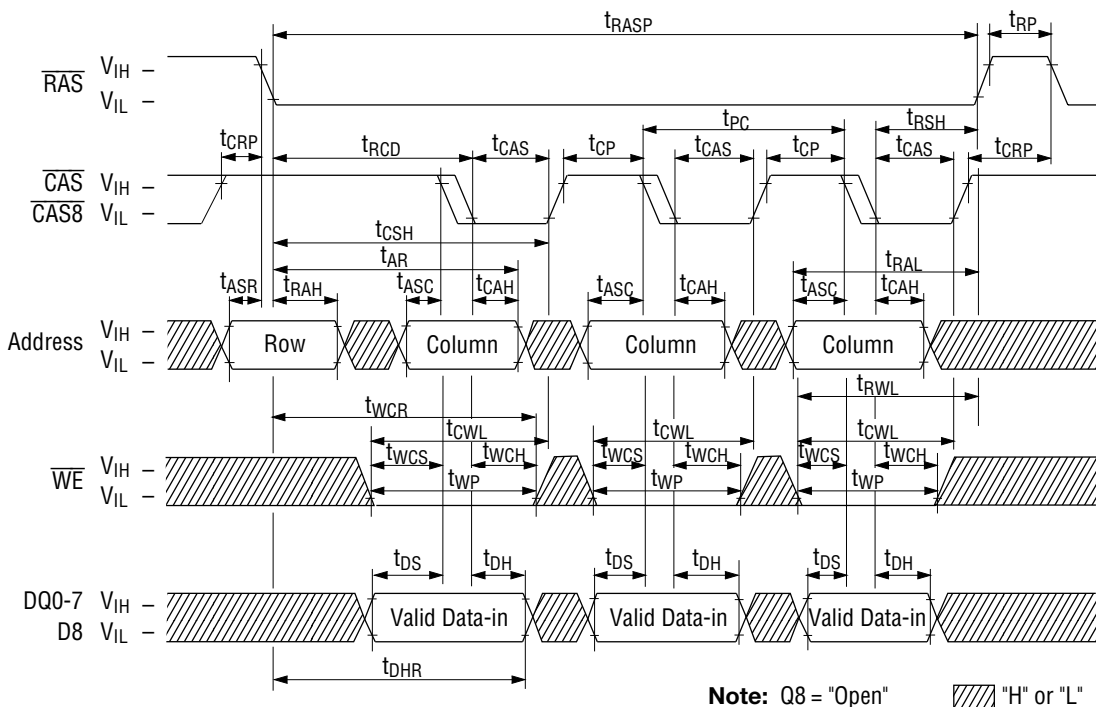 tRASP tRP
RAS VIH –
VIL –
tCRP tRCD tCAS tCP tPC tCAS tCP tRSH tCAS tCRP
CAS VIH –
CAS8 VIL –
tCSH
tAR tRAL
tASR tRAH tASC tCAH tASC tCAH tASC tCAH
Address VIH –
VIL –
Row Column Column Column
tRWL
tWCR
tCWL tCWL tCWL
tWCS tWCH tWCS tWCH tWCS tWCH
WE VIH –
VIL –
tWP tWP tWP
tDS tDH tDS tDH tDS tDH
DQ0-7 VIH –
D8 VIL –
Valid Data-in Valid Data-in Valid Data-in
tDHR
Note: Q8 = "Open" "H" or "L"